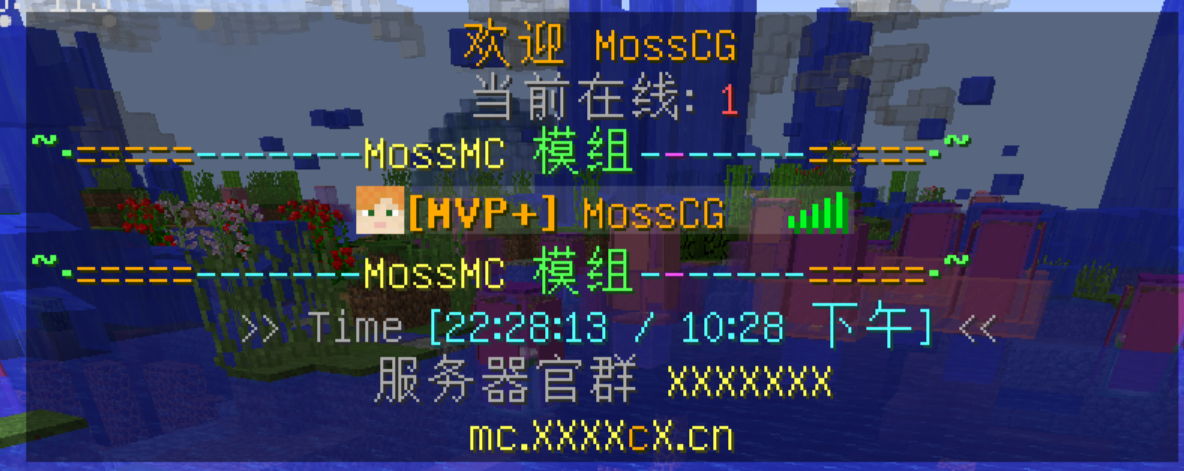 欢迎 MossCG
当前在线: 1
~·=====-------MossMC 模组-------=====·~
[MVP+] MossCG
~·=====-------MossMC 模组-------=====·~
>> Time [22:28:13 / 10:28 下午] <<
服务器官群 XXXXXXX
mc.XXXXcX.cn